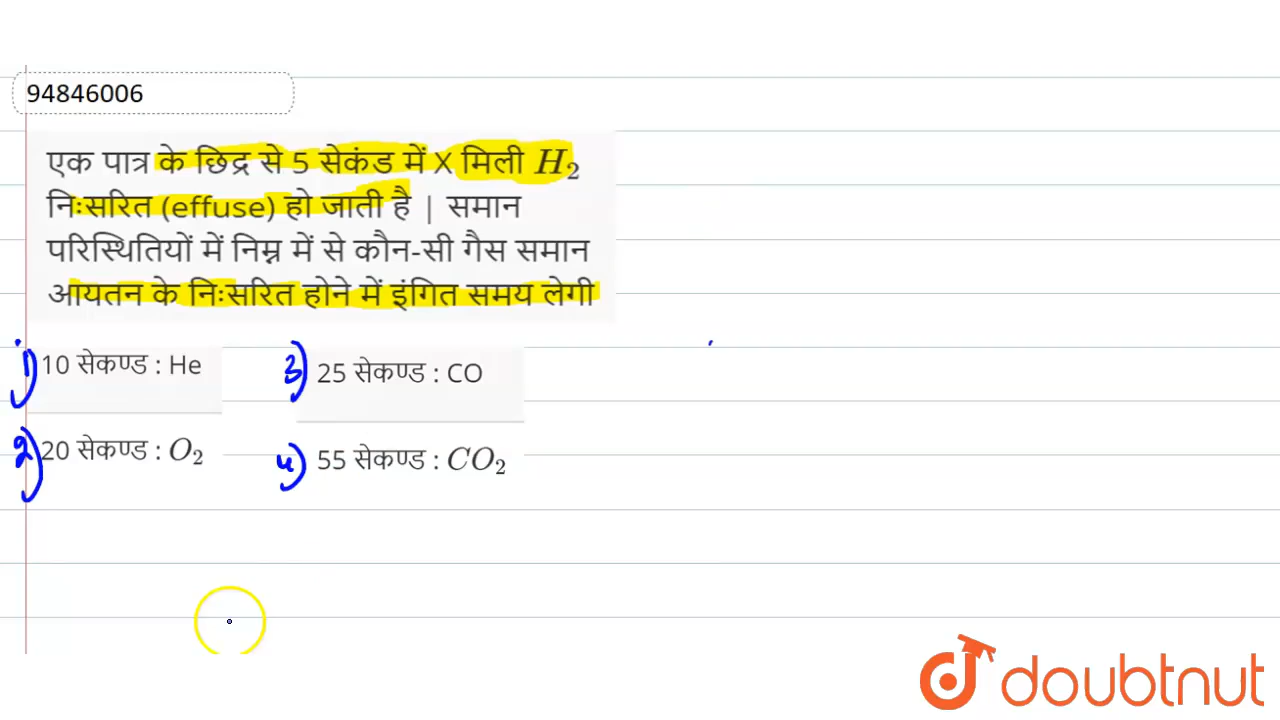 94846006
एक पात्र के छिद्र से 5 सेकंड में X मिली H₂
निःसरित (effuse) हो जाती है | समान
परिस्थितियों में निम्न में से कौन-सी गैस समान
आयतन के निःसरित होने में इंगित समय लेगी
1) 10 सेकण्ड : He
2) 20 सेकण्ड : O₂
3) 25 सेकण्ड : CO
4) 55 सेकण्ड : CO₂
doubtnut